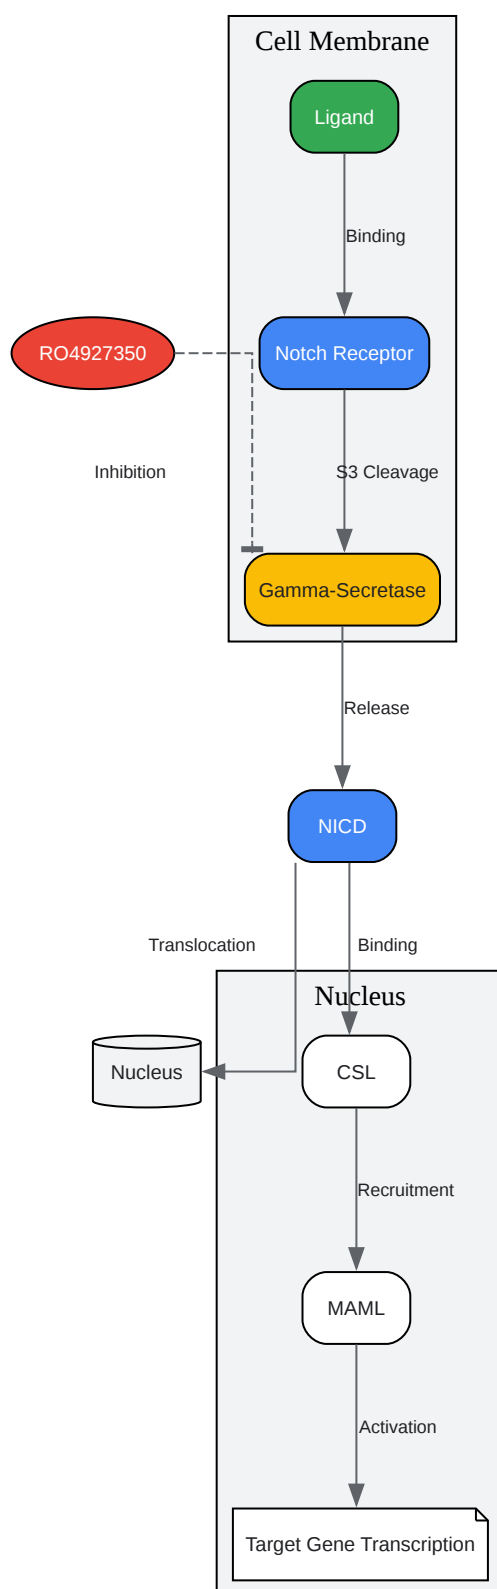 Cell Membrane
Ligand
Binding
RO4927350
Notch Receptor
Inhibition
S3 Cleavage
Gamma-Secretase
Release
NICD
Translocation
Binding
Nucleus
Nucleus
CSL
Recruitment
MAML
Activation
Target Gene Transcription